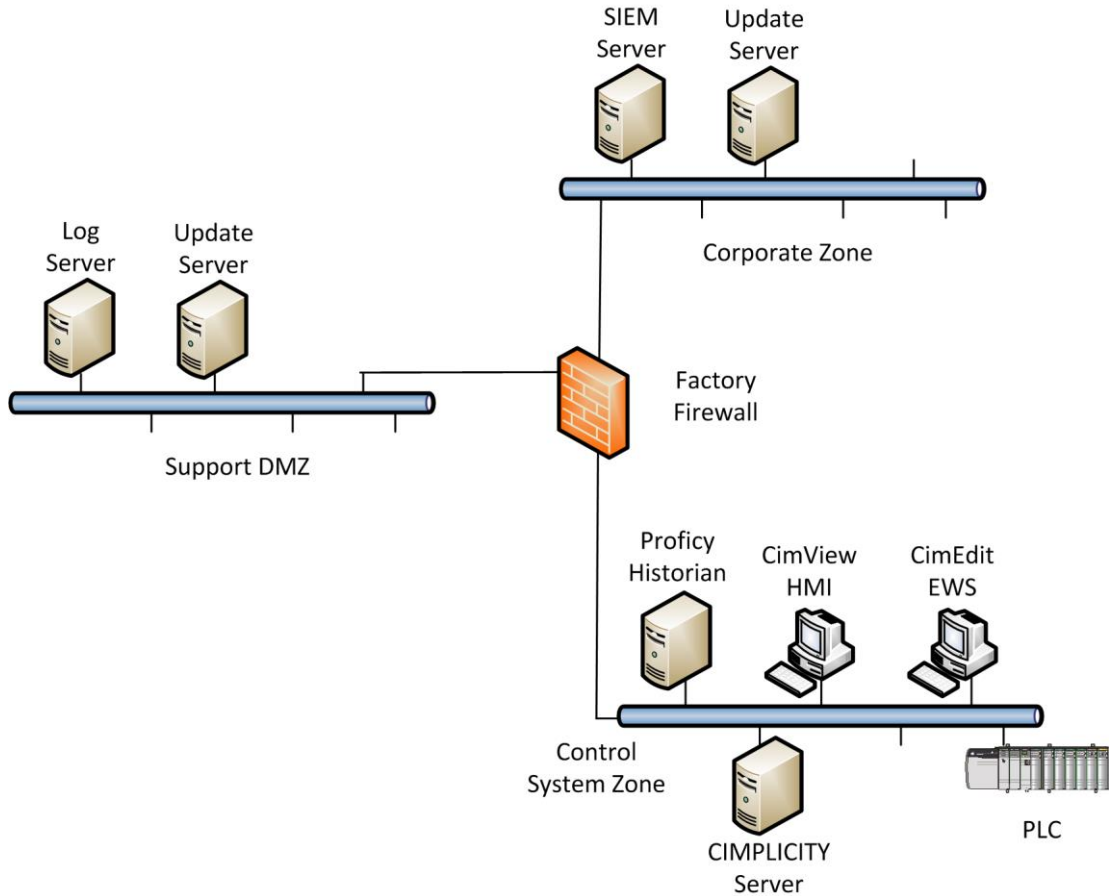 SIEM
Server
Update
Server
Corporate Zone
Log
Server
Update
Server
Support DMZ
Factory
Firewall
Proficy
Historian
CimView
HMI
CimEdit
EWS
Control
System Zone
CIMPLICITY
Server
PLC